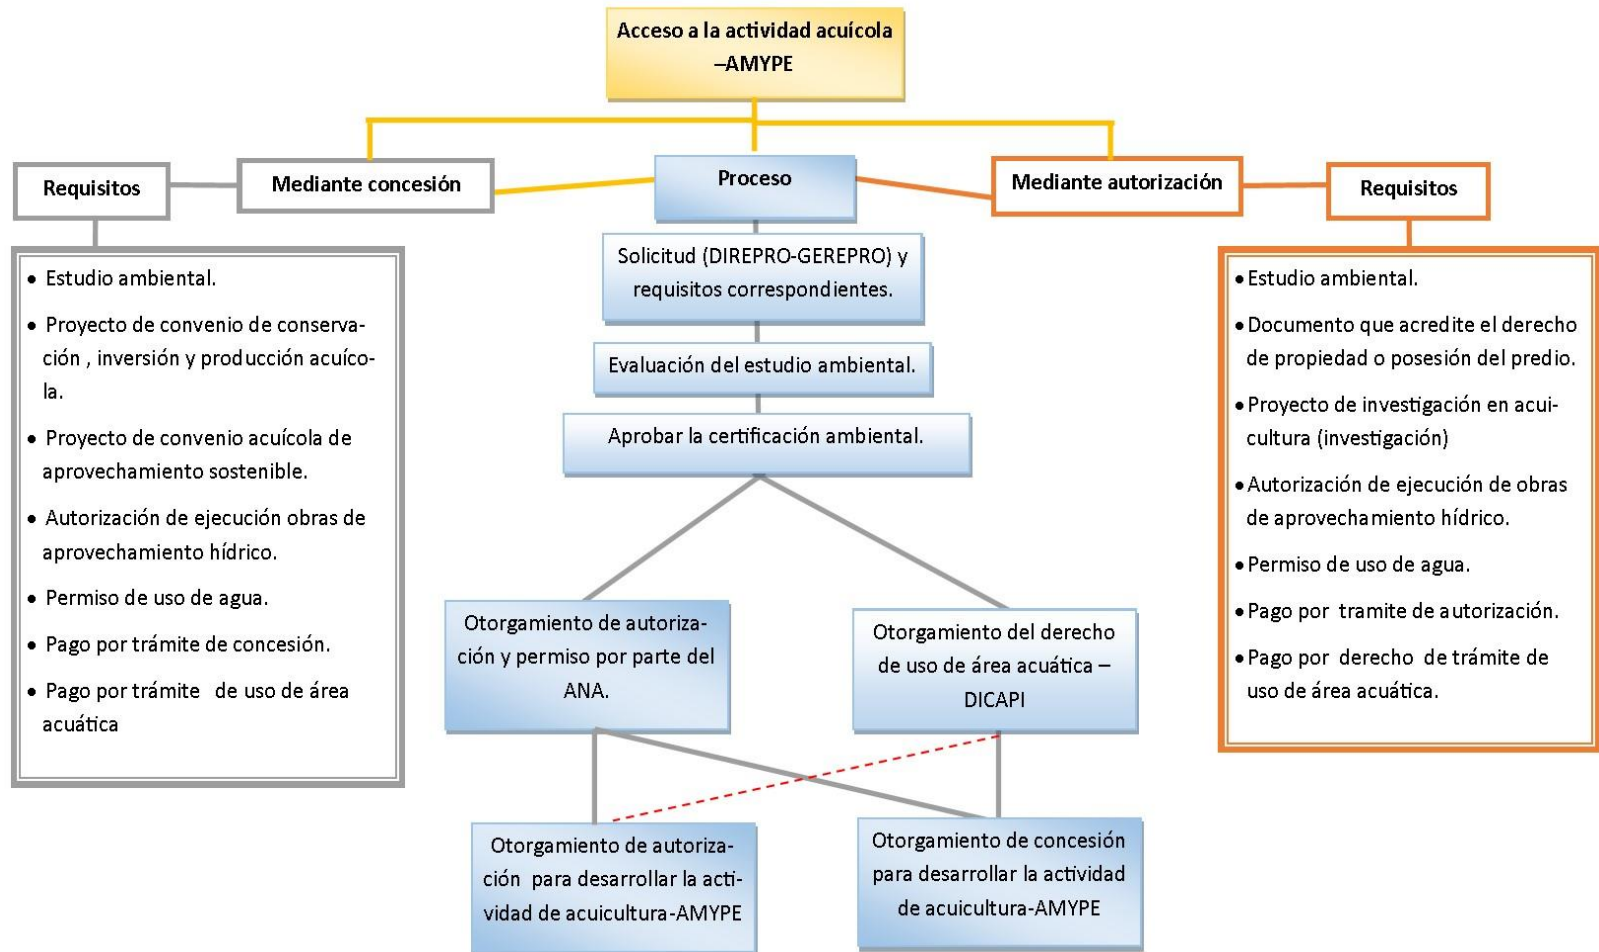 Acceso a la actividad acuícola
–AMYPE
Requisitos
Mediante concesión
Proceso
Mediante autorización
Requisitos
• Estudio ambiental.
• Proyecto de convenio de conserva-
ción , inversión y producción acuíco-
la.
• Proyecto de convenio acuícola de
aprovechamiento sostenible.
• Autorización de ejecución obras de
aprovechamiento hídrico.
• Permiso de uso de agua.
• Pago por trámite de concesión.
• Pago por trámite de uso de área
acuática
Solicitud (DIREPRO-GEREPRO) y
requisitos correspondientes.
Evaluación del estudio ambiental.
Aprobar la certificación ambiental.
Otorgamiento de autoriza-
ción y permiso por parte del
ANA.
Otorgamiento del derecho
de uso de área acuática –
DICAPI
Otorgamiento de autoriza-
ción para desarrollar la acti-
vidad de acuicultura-AMYPE
Otorgamiento de concesión
para desarrollar la actividad
de acuicultura-AMYPE
• Estudio ambiental.
• Documento que acredite el derecho
de propiedad o posesión del predio.
• Proyecto de investigación en acui-
cultura (investigación)
• Autorización de ejecución de obras
de aprovechamiento hídrico.
• Permiso de uso de agua.
• Pago por tramite de autorización.
• Pago por derecho de trámite de
uso de área acuática.